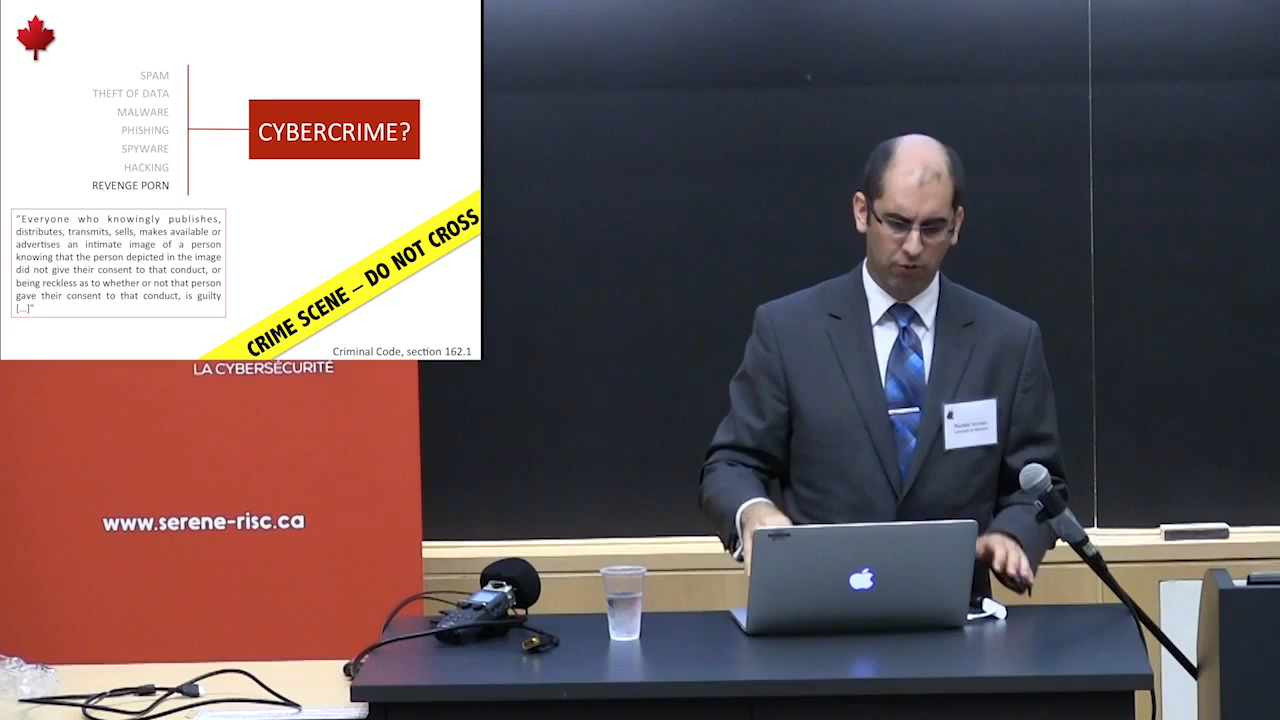 SPAM
THEFT OF DATA
MALWARE
PHISHING
SPYWARE
HACKING
REVENGE PORN
CYBERCRIME?
“Everyone who knowingly publishes,
distributes, transmits, sells, makes available or
advertises an intimate image of a person
knowing that the person depicted in the image
did not give their consent to that conduct, or
being reckless as to whether or not that person
gave their consent to that conduct, is guilty
[…]”
CRIME SCENE – DO NOT CROSS
Criminal Code, section 162.1
LA CYBERSÉCURITÉ
www.serene-risc.ca